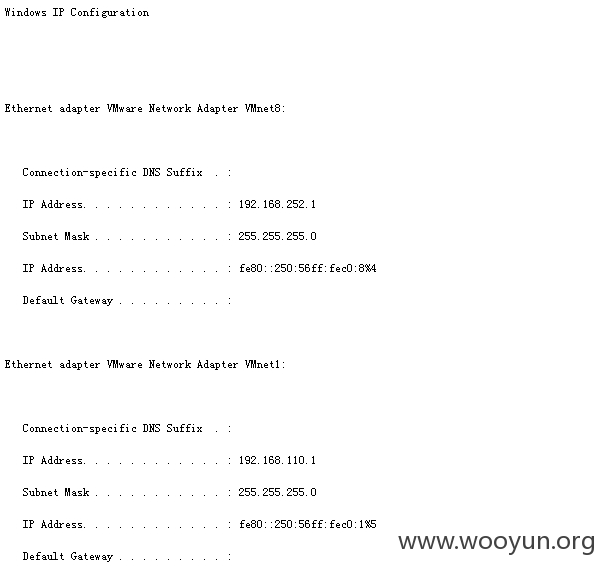 Windows IP Configuration
Ethernet adapter VMware Network Adapter VMnet8:
Connection-specific DNS Suffix  . :
IP Address. . . . . . . . . . . . : 192.168.252.1
Subnet Mask . . . . . . . . . . . : 255.255.255.0
IP Address. . . . . . . . . . . . : fe80::250:56ff:fec0:8%4
Default Gateway . . . . . . . . . :
Ethernet adapter VMware Network Adapter VMnet1:
Connection-specific DNS Suffix  . :
IP Address. . . . . . . . . . . . : 192.168.110.1
Subnet Mask . . . . . . . . . . . : 255.255.255.0
IP Address. . . . . . . . . . . . : fe80::250:56ff:fec0:1%5
Default Gateway . . . . . . . . . :
www.wooyun.org